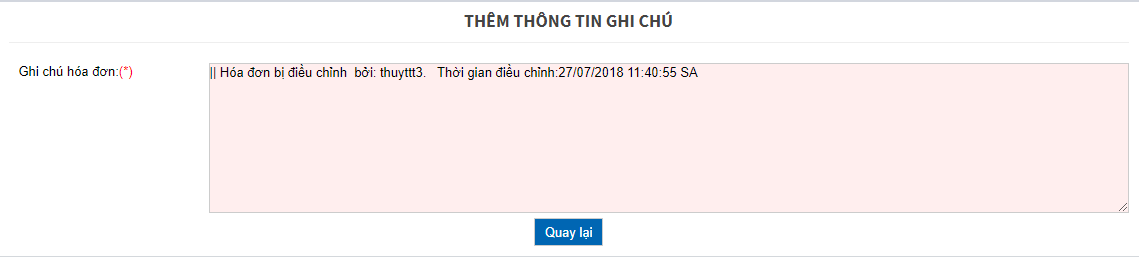 THÊM THÔNG TIN GHI CHÚ
Ghi chú hóa đơn:(*)
|| Hóa đơn bị điều chỉnh  bởi: thuyttt3.   Thời gian điều chỉnh:27/07/2018 11:40:55 SA
Quay lại